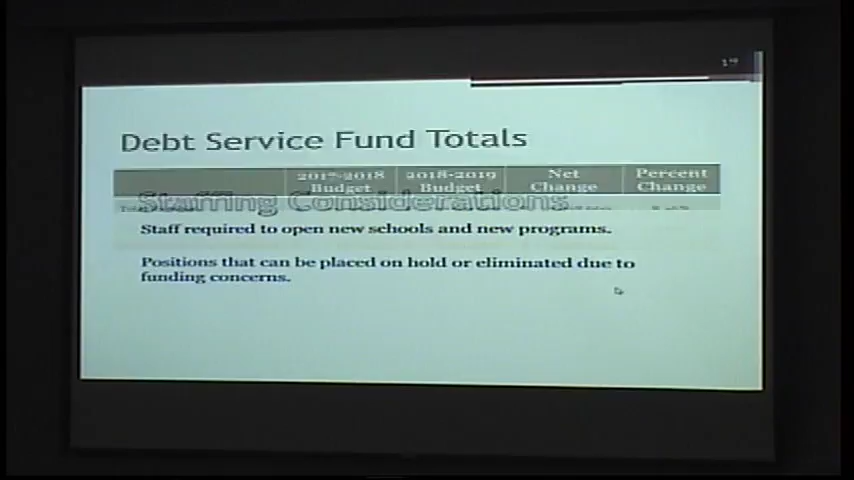 Debt Service Fund Totals
2017-2018 Budget 2018-2019 Budget Net Change Percent Change
Staffing Considerations
Staff required to open new schools and new programs.
Positions that can be placed on hold or eliminated due to
funding concerns.